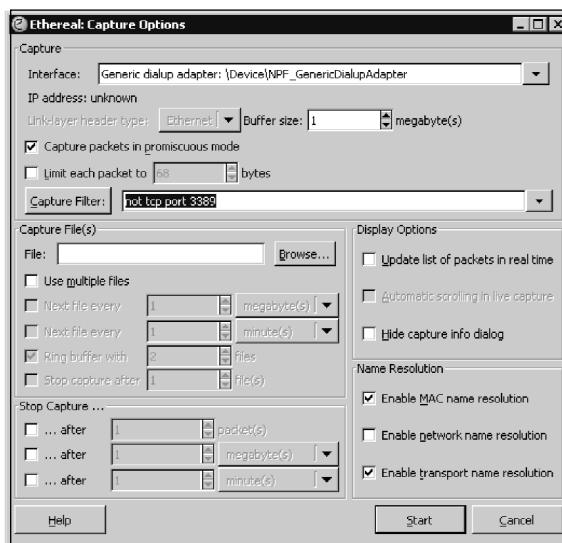 Ethereal: Capture Options
Capture
Interface: Generic dialup adapter: \Device\NPF_GenericDialupAdapter
IP address: unknown
Link-layer header type: Ethernet Buffer size: 1 megabyte(s)
Capture packets in promiscuous mode
Limit each packet to 68 bytes
Capture Filter: not tcp port 3389
Capture File(s)
File: Browse...
Use multiple files
Next file every 1 megabyte(s)
Next file every 1 minute(s)
Ring buffer with 2 files
Stop capture after 1 file(s)
Stop Capture ...
... after 1 packet(s)
... after 1 megabyte(s)
... after 1 minute(s)
Display Options
Update list of packets in real time
Automatic scrolling in live capture
Hide capture info dialog
Name Resolution
Enable MAC name resolution
Enable network name resolution
Enable transport name resolution
Help Start Cancel